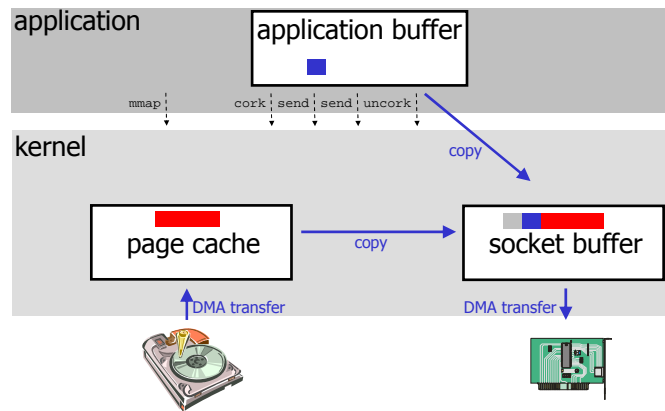 application
application buffer
mmap
cork
send
send
uncork
kernel
copy
page cache
copy
socket buffer
DMA transfer
DMA transfer